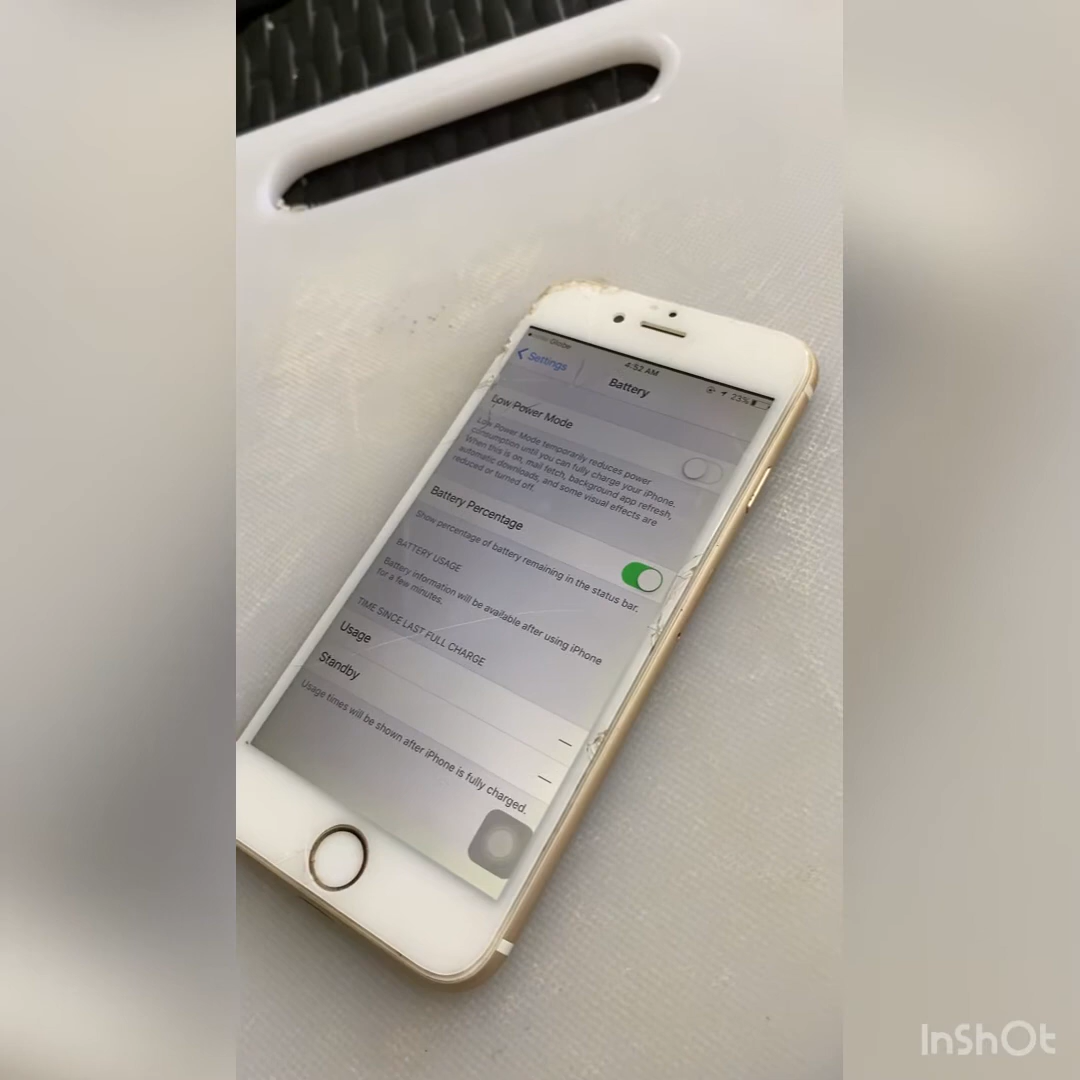 Globe
4:52 AM
23%
Settings
Battery
Low Power Mode
Low Power Mode temporarily reduces power
consumption until you can fully charge your iPhone.
When this is on, mail fetch, background app refresh,
automatic downloads, and some visual effects are
reduced or turned off.
Battery Percentage
Show percentage of battery remaining in the status bar.
BATTERY USAGE
Battery information will be available after using iPhone
for a few minutes.
TIME SINCE LAST FULL CHARGE
Usage
—
Standby
—
Usage times will be shown after iPhone is fully charged.
InShOt